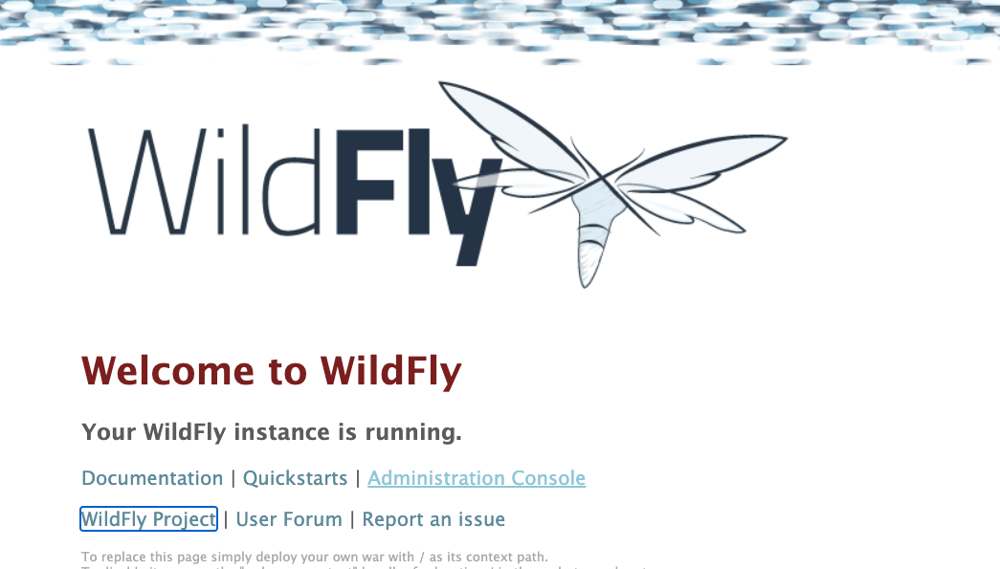 WildFly
Welcome to WildFly
Your WildFly instance is running.
Documentation | Quickstarts | Administration Console
WildFly Project | User Forum | Report an issue
To replace this page simply deploy your own war with / as its context path.